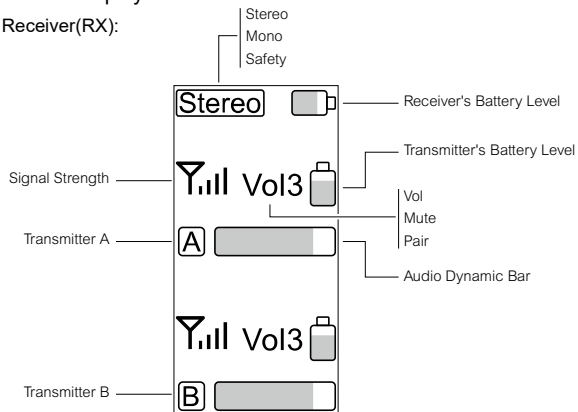 Receiver(RX):
Stereo
Mono
Safety
Stereo
Receiver's Battery Level
Transmitter's Battery Level
Signal Strength
Vol3
Vol
Mute
Pair
Transmitter A
A
Audio Dynamic Bar
Vol3
Transmitter B
B